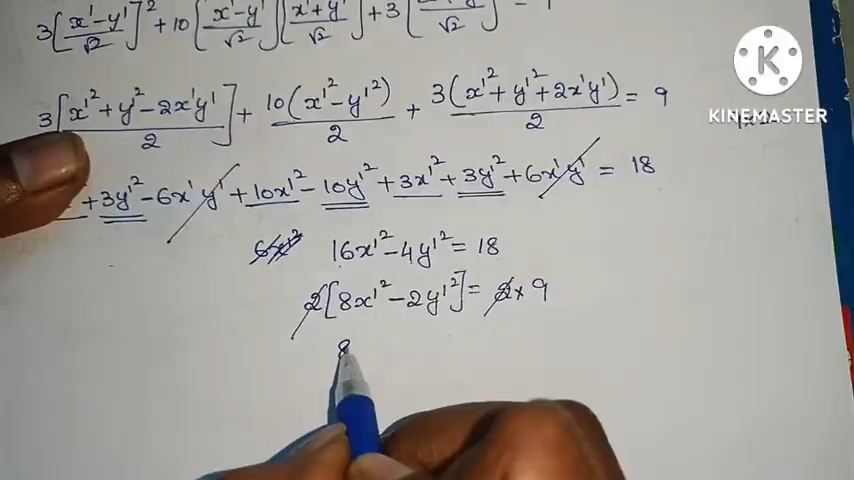 3[x'-y'/√2]² + 10[x'-y'/√2][x'+y'/√2] + 3[/√2]
3[x'² + y'² - 2x'y']/2 + 10(x'² - y'²)/2 + 3(x'² + y'² + 2x'y')/2 = 9
KINEMASTER
+ 3y'² - 6x'y' + 10x'² - 10y'² + 3x'² + 3y'² + 6x'y' = 18
16x'² - 4y'² = 18
2[8x'² - 2y'²] = 2 × 9
8